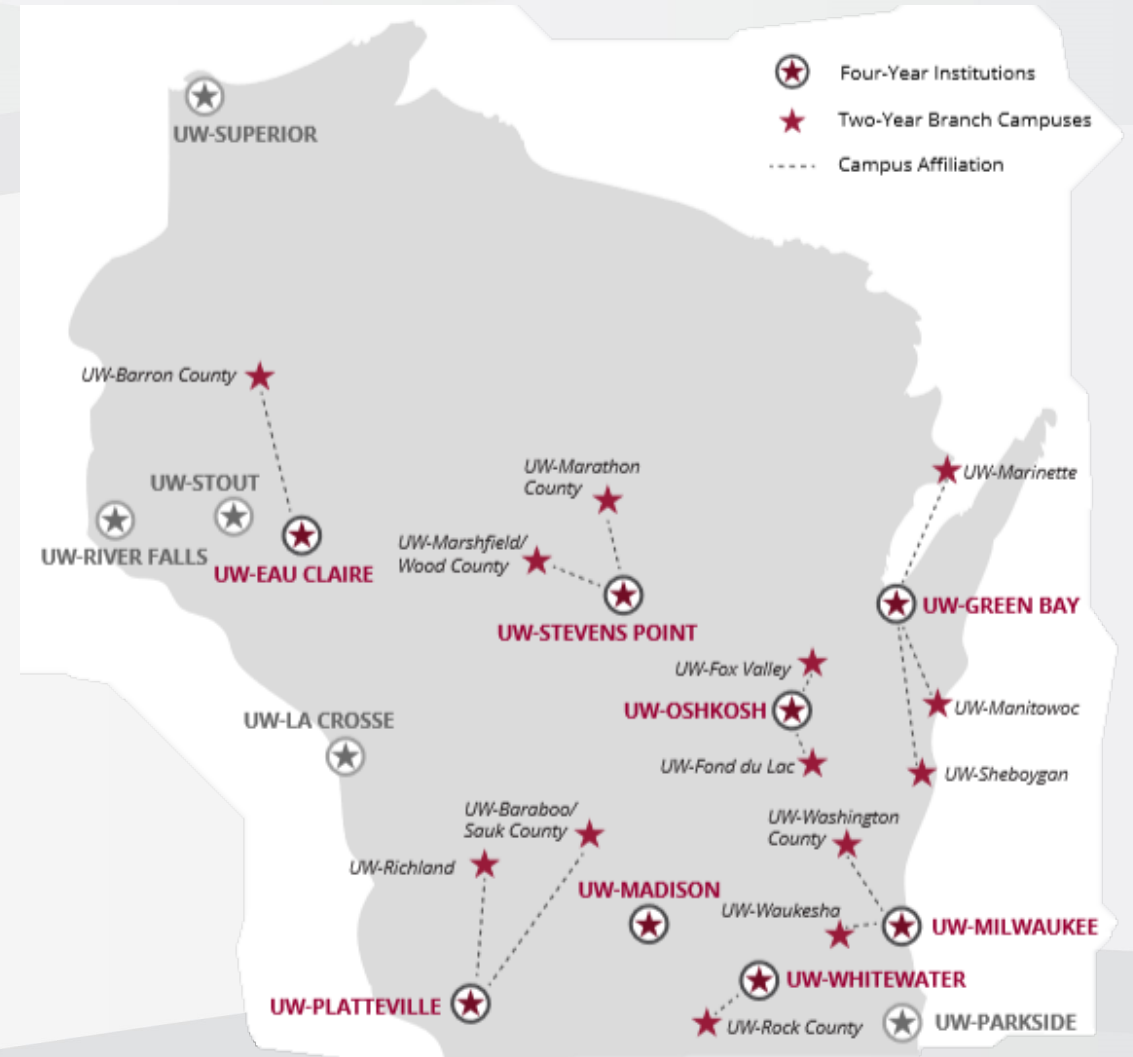 Four-Year Institutions
Two-Year Branch Campuses
Campus Affiliation
UW-SUPERIOR
UW-Barron County
UW-STOUT
UW-RIVER FALLS
UW-EAU CLAIRE
UW-Marathon
County
UW-Marshfield/
Wood County
UW-STEVENS POINT
UW-Marinette
UW-GREEN BAY
UW-Fox Valley
UW-OSHKOSH
UW-Fond du Lac
UW-Manitowoc
UW-Sheboygan
UW-LA CROSSE
UW-Baraboo/
Sauk County
UW-Richland
UW-MADISON
UW-Washington
County
UW-Waukesha
UW-MILWAUKEE
UW-WHITEWATER
UW-PLATTEVILLE
UW-Rock County
UW-PARKSIDE